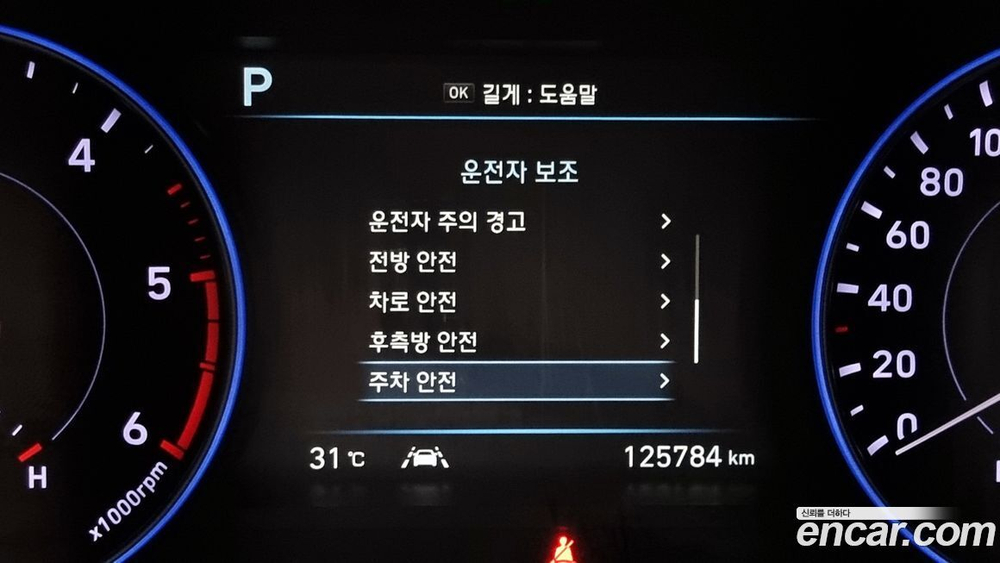 P
OK 길게 : 도움말
운전자 보조
운전자 주의 경고
전방 안전
차로 안전
후측방 안전
주차 안전
31 ℃
125784 km
4
5
6
H
x1000rpm
10
80
60
40
20
0
신뢰를 더하다
encar.com